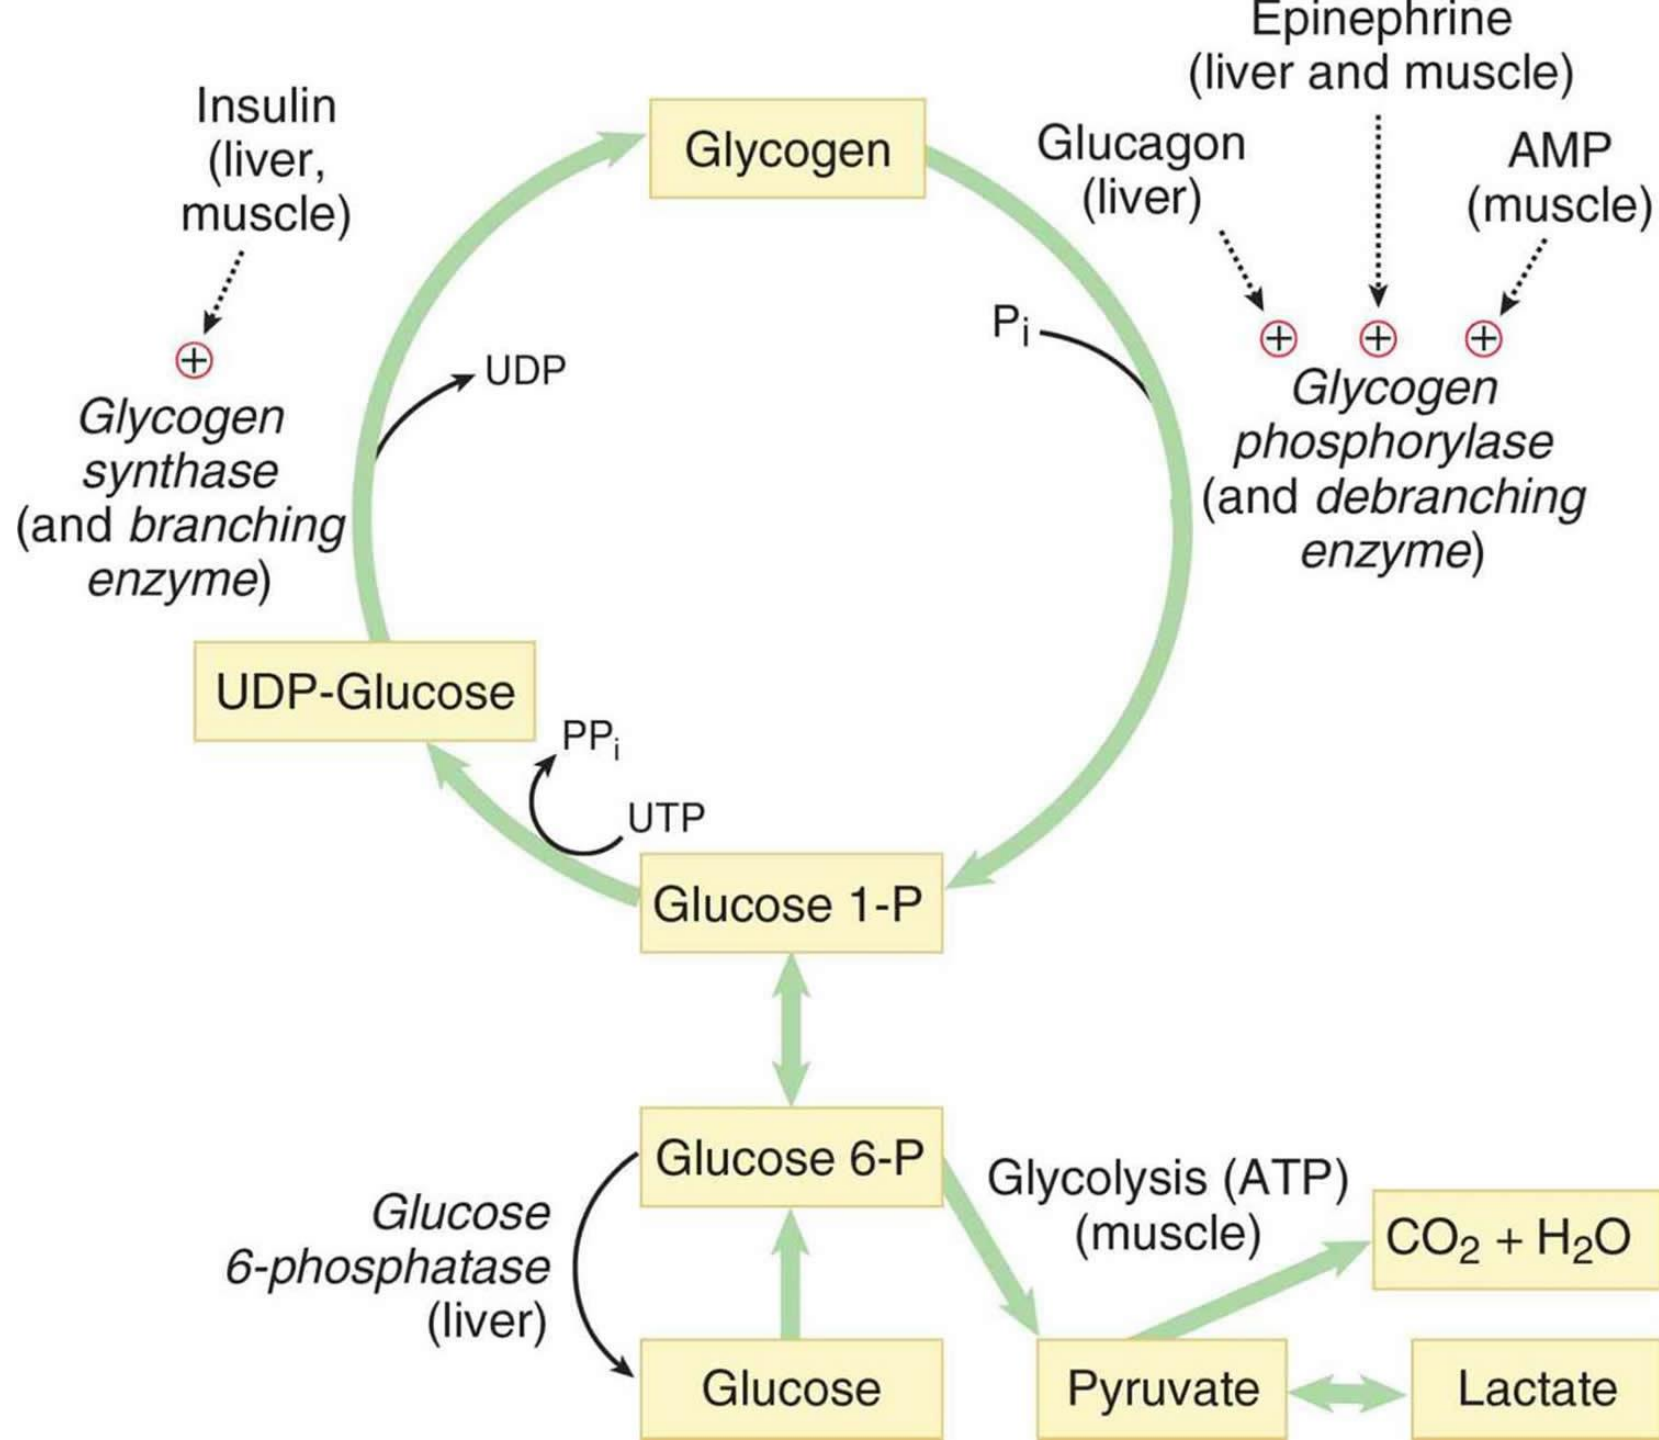 Epinephrine
(liver and muscle)
Insulin
(liver,
muscle)
Glycogen
Glucagon
(liver)
AMP
(muscle)
Pi
+
+
+
+
UDP
Glycogen
synthase
(and branching
enzyme)
Glycogen
phosphorylase
(and debranching
enzyme)
UDP-Glucose
PPi
UTP
Glucose 1-P
Glucose 6-P
Glycolysis (ATP)
(muscle)
CO2 + H2O
Glucose
6-phosphatase
(liver)
Glucose
Pyruvate
Lactate